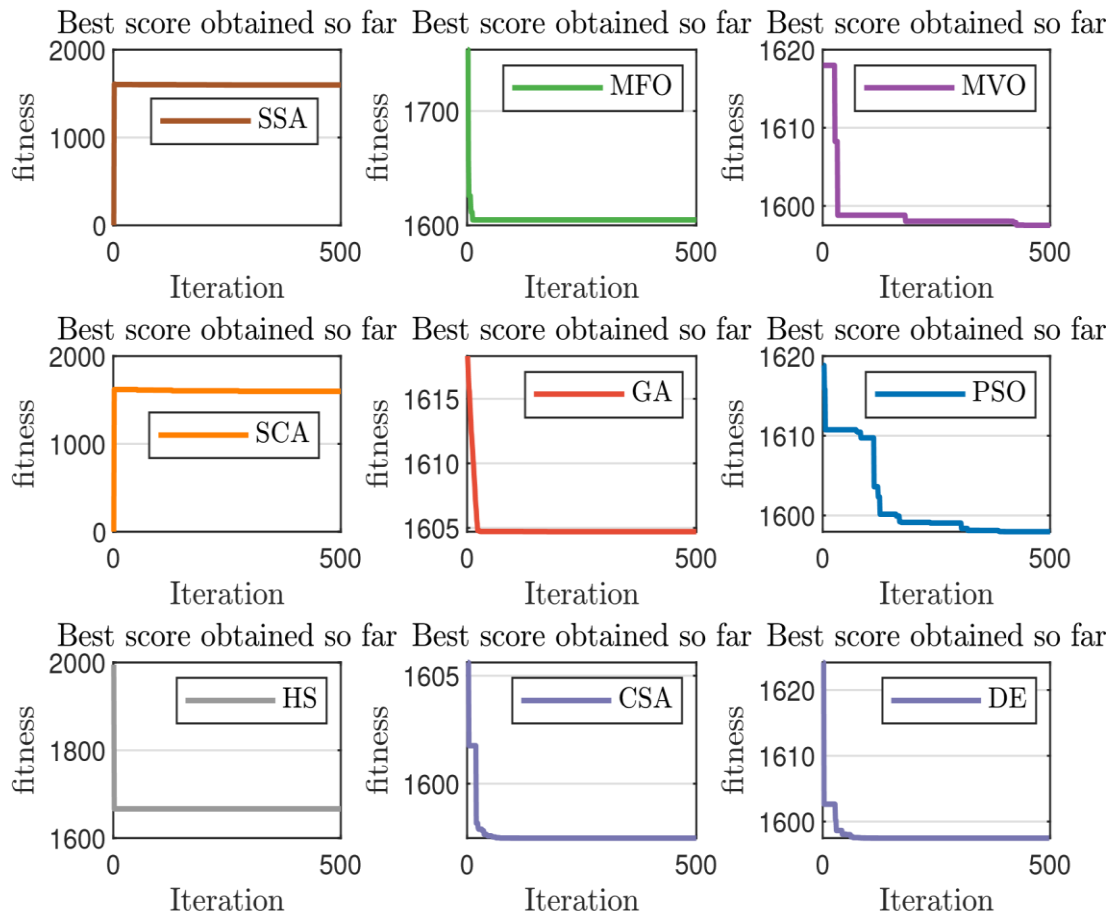 Best score obtained so far
2000
1000
0
fitness
SSA
0
500
Iteration
Best score obtained so far
1700
1600
fitness
MFO
0
500
Iteration
Best score obtained so far
1620
1610
1600
fitness
MVO
0
500
Iteration
Best score obtained so far
2000
1000
0
fitness
SCA
0
500
Iteration
Best score obtained so far
1615
1610
1605
fitness
GA
0
500
Iteration
Best score obtained so far
1620
1610
1600
fitness
PSO
0
500
Iteration
Best score obtained so far
2000
1800
1600
fitness
HS
0
500
Iteration
Best score obtained so far
1605
1600
fitness
CSA
0
500
Iteration
Best score obtained so far
1620
1610
1600
fitness
DE
0
500
Iteration